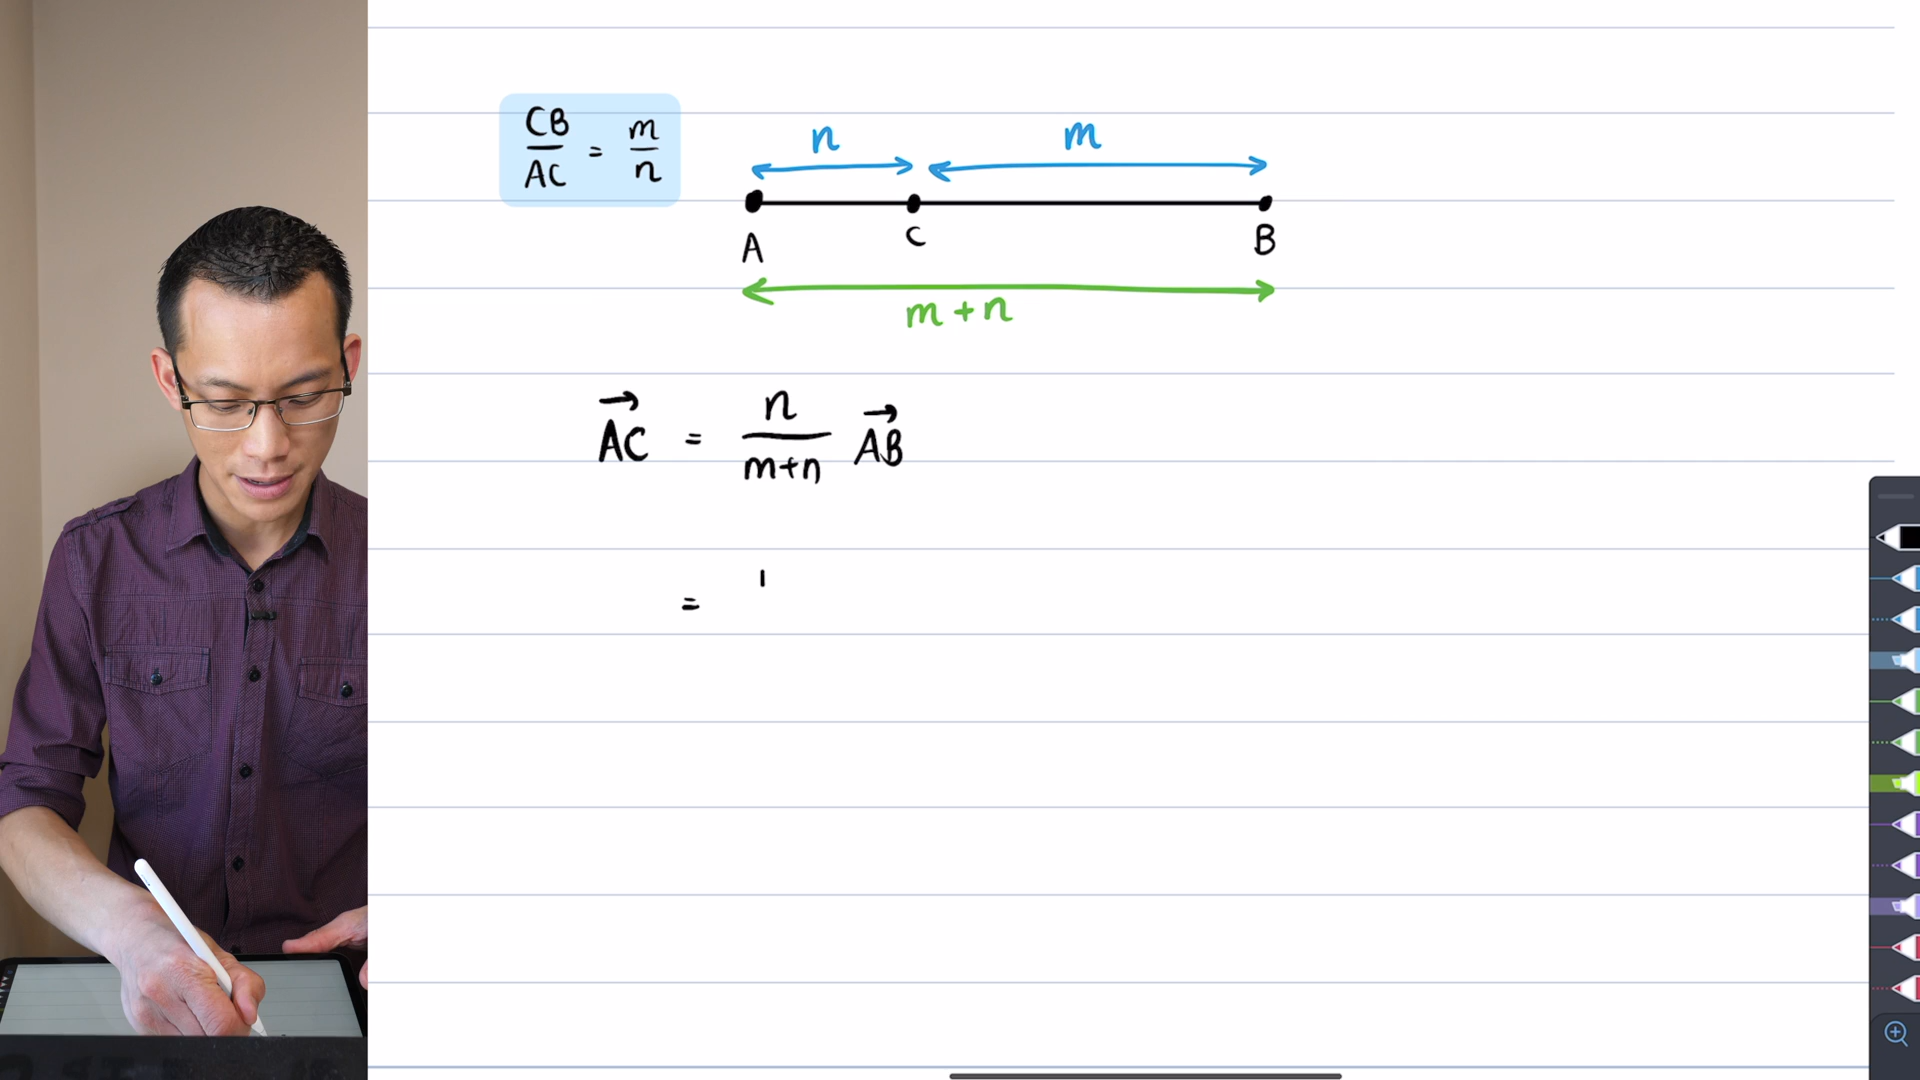 CB/AC = m/n
n m
A C B
m + n
→AC = n/(m+n) →AB
= ı